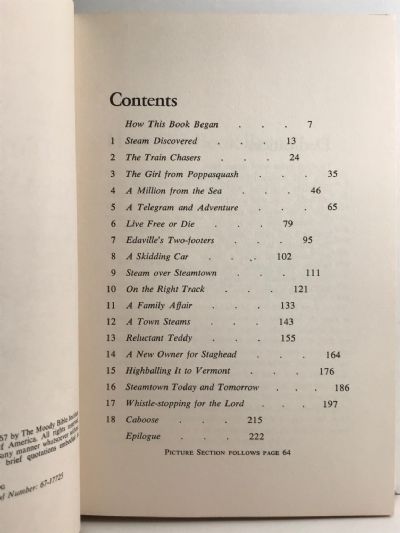 Contents
How This Book Began . . . 7
1 Steam Discovered . . . 13
2 The Train Chasers . . . 24
3 The Girl from Poppasquash . . . 35
4 A Million from the Sea . . . 46
5 A Telegram and Adventure . . . 65
6 Live Free or Die . . . 79
7 Edaville's Two-footers . . . 95
8 A Skidding Car . . . 102
9 Steam over Steamtown . . . 111
10 On the Right Track . . . 121
11 A Family Affair . . . 133
12 A Town Steams . . . 143
13 Reluctant Teddy . . . 155
14 A New Owner for Staghead . . . 164
15 Highballing It to Vermont . . . 176
16 Steamtown Today and Tomorrow . . . 186
17 Whistle-stopping for the Lord . . . 197
18 Caboose . . . 215
Epilogue . . . 222
Picture Section follows page 64
57 by The Moody Bible
of America. All rights
any manner whatsoever
brief quotations
d Number: 67-17725